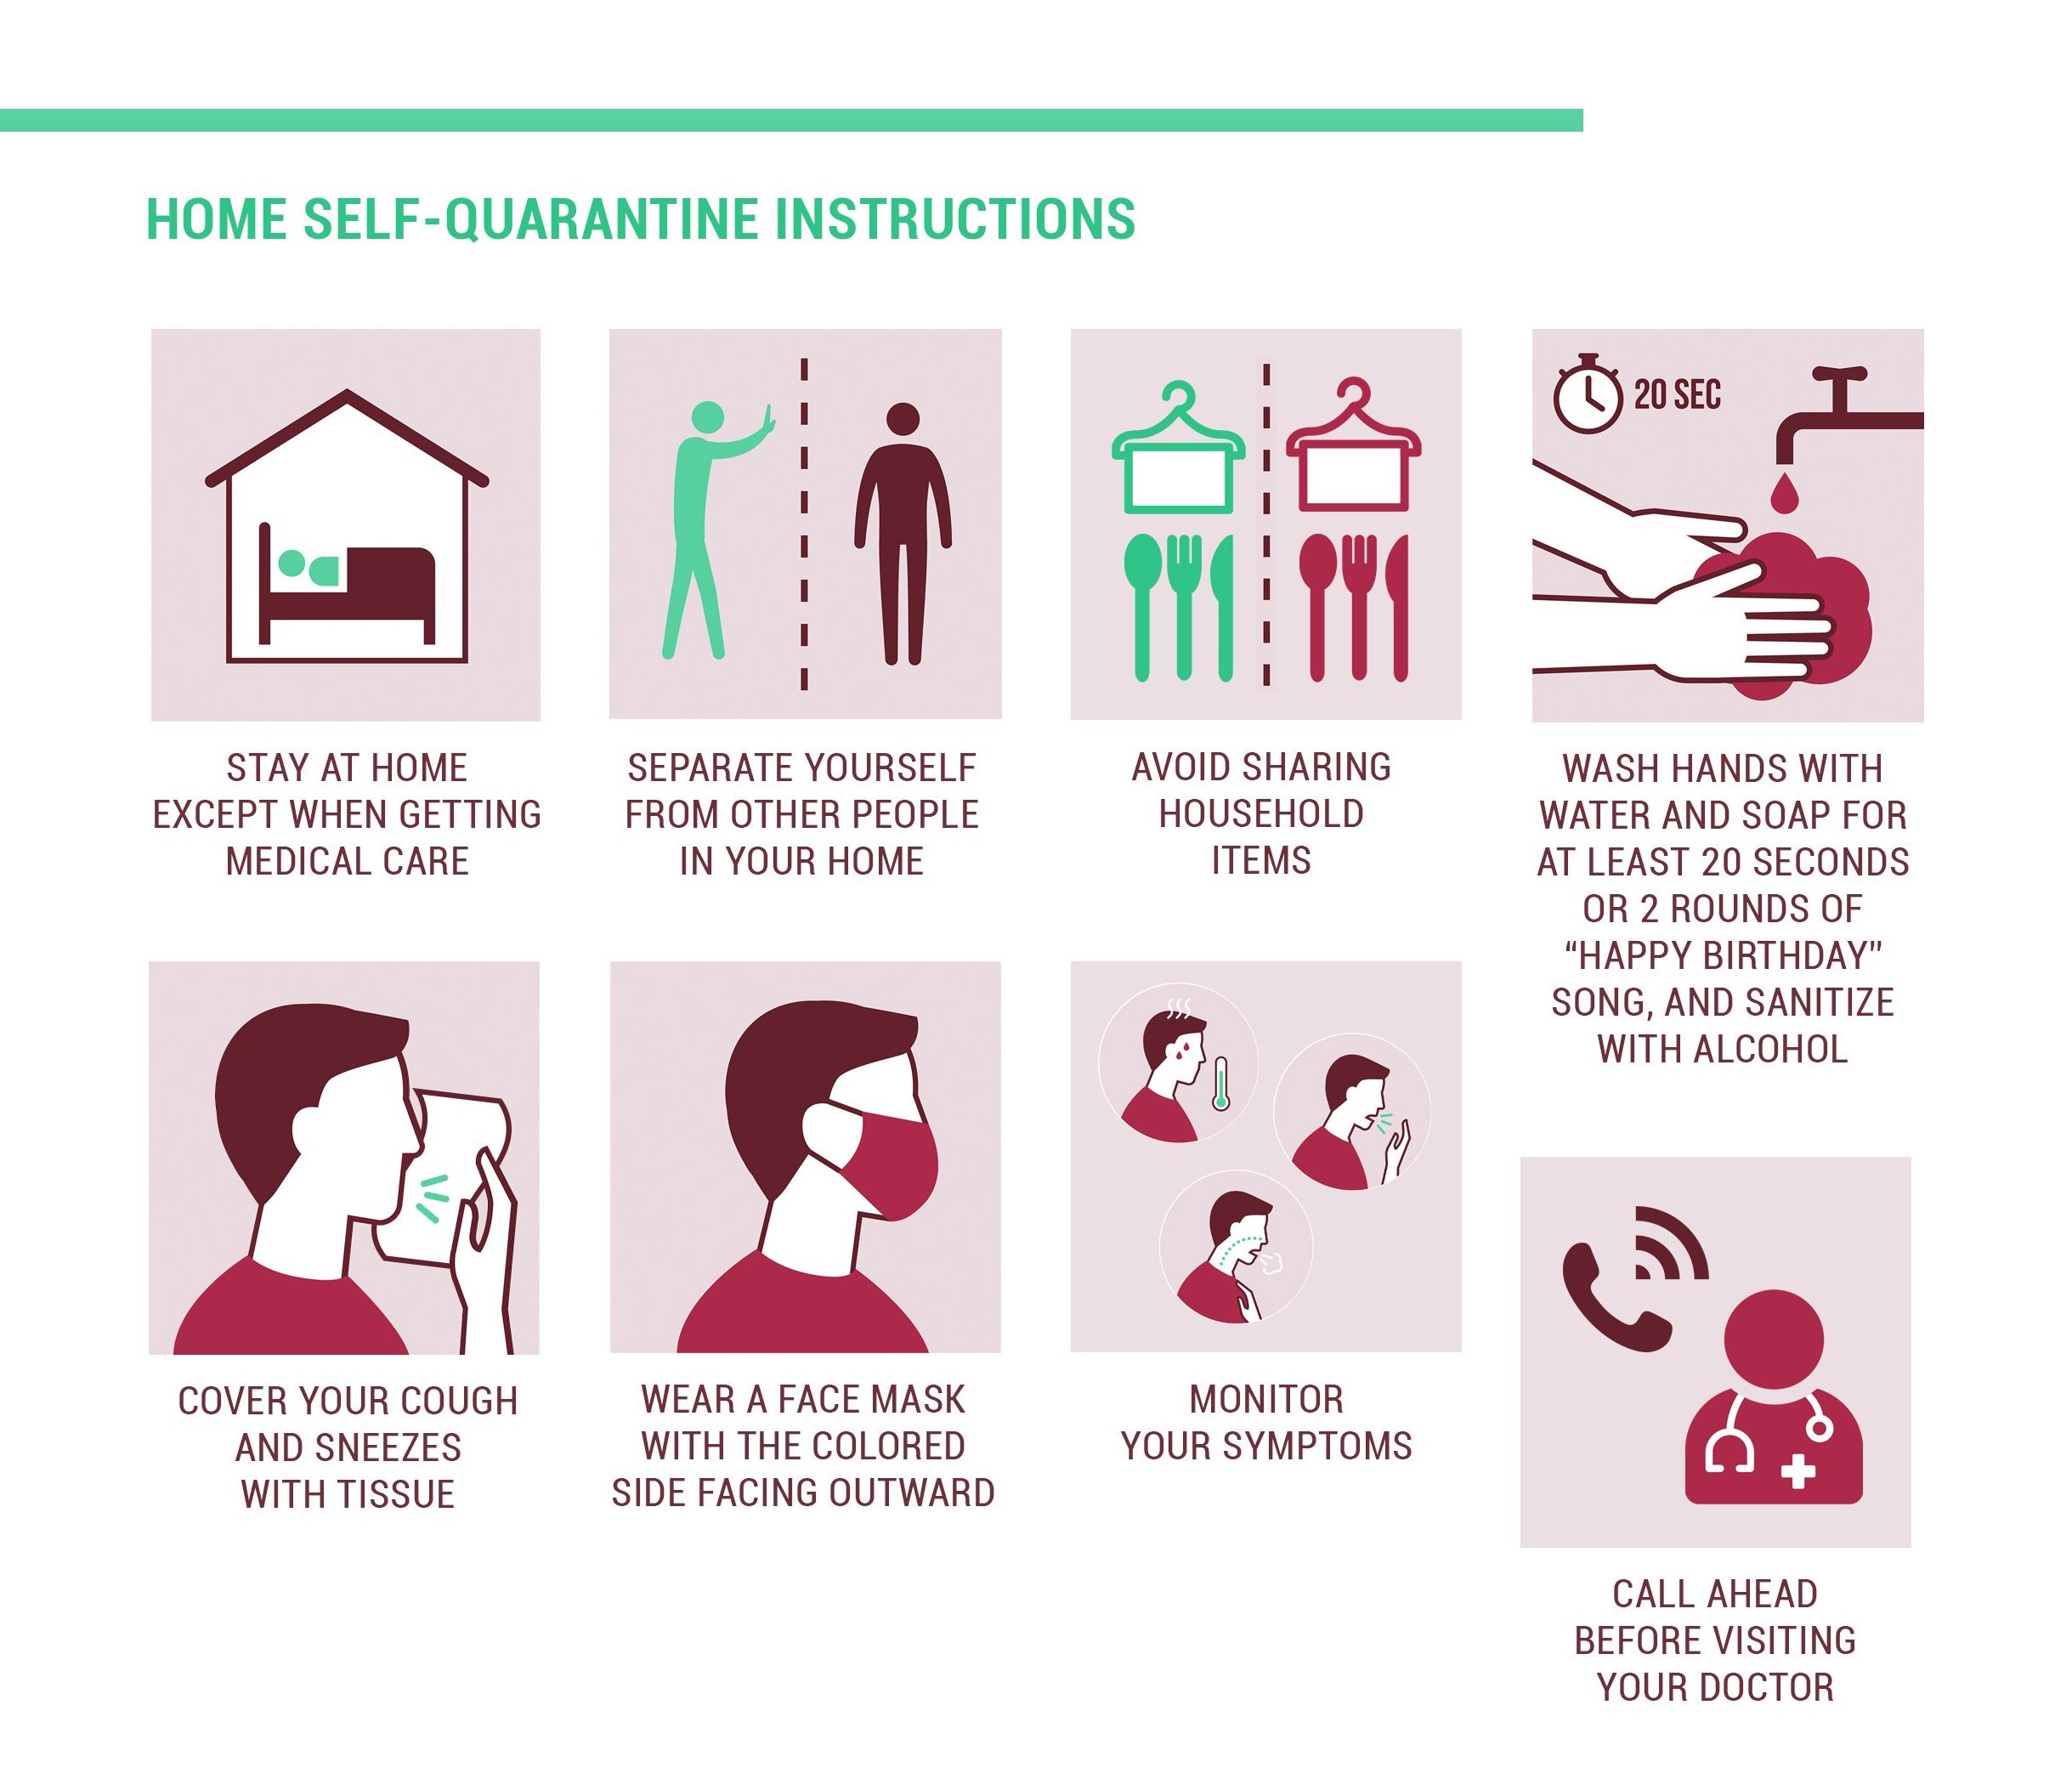 HOME SELF-QUARANTINE INSTRUCTIONS
STAY AT HOME
EXCEPT WHEN GETTING
MEDICAL CARE
SEPARATE YOURSELF
FROM OTHER PEOPLE
IN YOUR HOME
AVOID SHARING
HOUSEHOLD
ITEMS
20 SEC
WASH HANDS WITH
WATER AND SOAP FOR
AT LEAST 20 SECONDS
OR 2 ROUNDS OF
“HAPPY BIRTHDAY”
SONG, AND SANITIZE
WITH ALCOHOL
COVER YOUR COUGH
AND SNEEZES
WITH TISSUE
WEAR A FACE MASK
WITH THE COLORED
SIDE FACING OUTWARD
MONITOR
YOUR SYMPTOMS
CALL AHEAD
BEFORE VISITING
YOUR DOCTOR